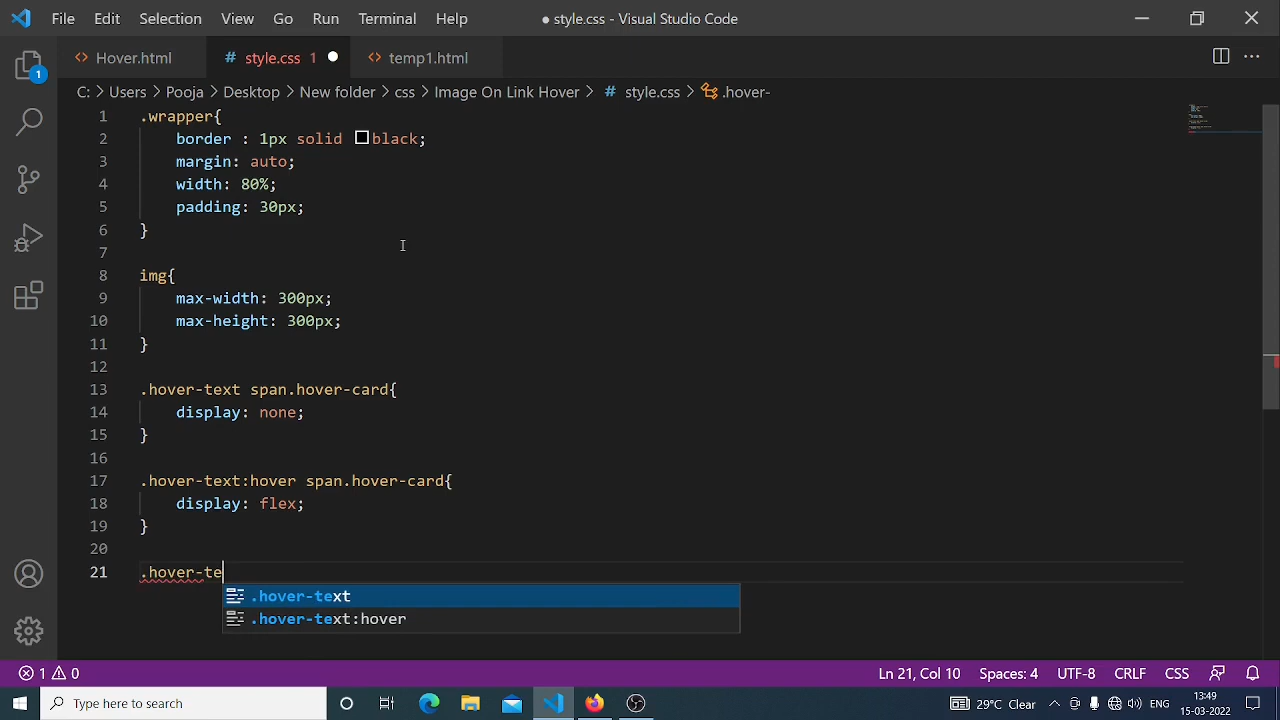 File Edit Selection View Go Run Terminal Help ● style.css - Visual Studio Code
Hover.html # style.css 1 temp1.html
1
C: > Users > Pooja > Desktop > New folder > css > Image On Link Hover > # style.css > .hover-
1 .wrapper{
2 border : 1px solid black;
3 margin: auto;
4 width: 80%;
5 padding: 30px;
6 }
7
8 img{
9 max-width: 300px;
10 max-height: 300px;
11 }
12
13 .hover-text span.hover-card{
14 display: none;
15 }
16
17 .hover-text:hover span.hover-card{
18 display: flex;
19 }
20
21 .hover-te
.hover-text
.hover-text:hover
1 0 Ln 21, Col 10 Spaces: 4 UTF-8 CRLF CSS
Type here to search 29°C Clear ENG 13:49
15-03-2022